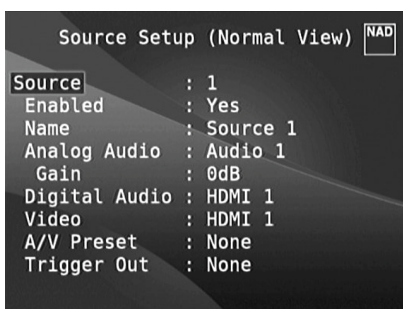 Source Setup (Normal View) NAD
Source : 1
Enabled : Yes
Name : Source 1
Analog Audio : Audio 1
Gain : 0dB
Digital Audio : HDMI 1
Video : HDMI 1
A/V Preset : None
Trigger Out : None